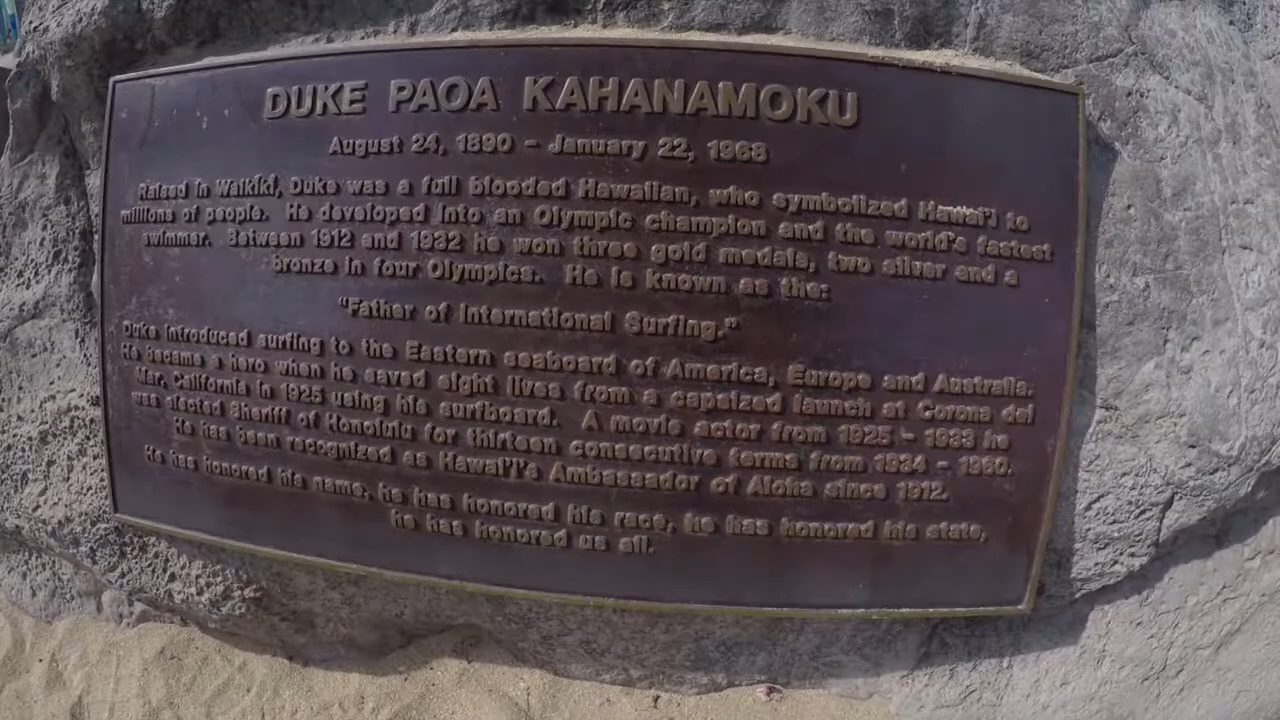 DUKE PAOA KAHANAMOKU
August 24, 1890 - January 22, 1968
Raised in Waikīkī, Duke was a full blooded Hawaiian, who symbolized Hawai'i to
millions of people. He developed into an Olympic champion and the world's fastest
swimmer. Between 1912 and 1932 he won three gold medals, two silver and a
bronze in four Olympics. He is known as the:
"Father of International Surfing."
Duke introduced surfing to the Eastern seaboard of America, Europe and Australia.
He became a hero when he saved eight lives from a capsized launch at Corona del
Mar, California in 1925 using his surfboard. A movie actor from 1925 - 1933 he
was elected Sheriff of Honolulu for thirteen consecutive terms from 1934 - 1960.
He has been recognized as Hawai'i's Ambassador of Aloha since 1912.
He has honored his name, he has honored his race, he has honored his state,
he has honored us all.